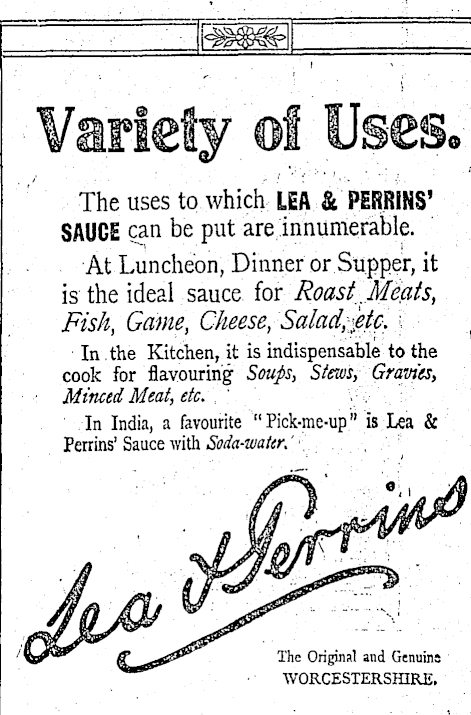 Variety of Uses.
The uses to which LEA & PERRINS'
SAUCE can be put are innumerable.
At Luncheon, Dinner or Supper, it
is the ideal sauce for Roast Meats,
Fish, Game, Cheese, Salad, etc.
In the Kitchen, it is indispensable to the
cook for flavouring Soups, Stews, Gravies,
Minced Meat, etc.
In India, a favourite "Pick-me-up" is Lea &
Perrins' Sauce with Soda-water.
Lea & Perrins
The Original and Genuine
WORCESTERSHIRE.